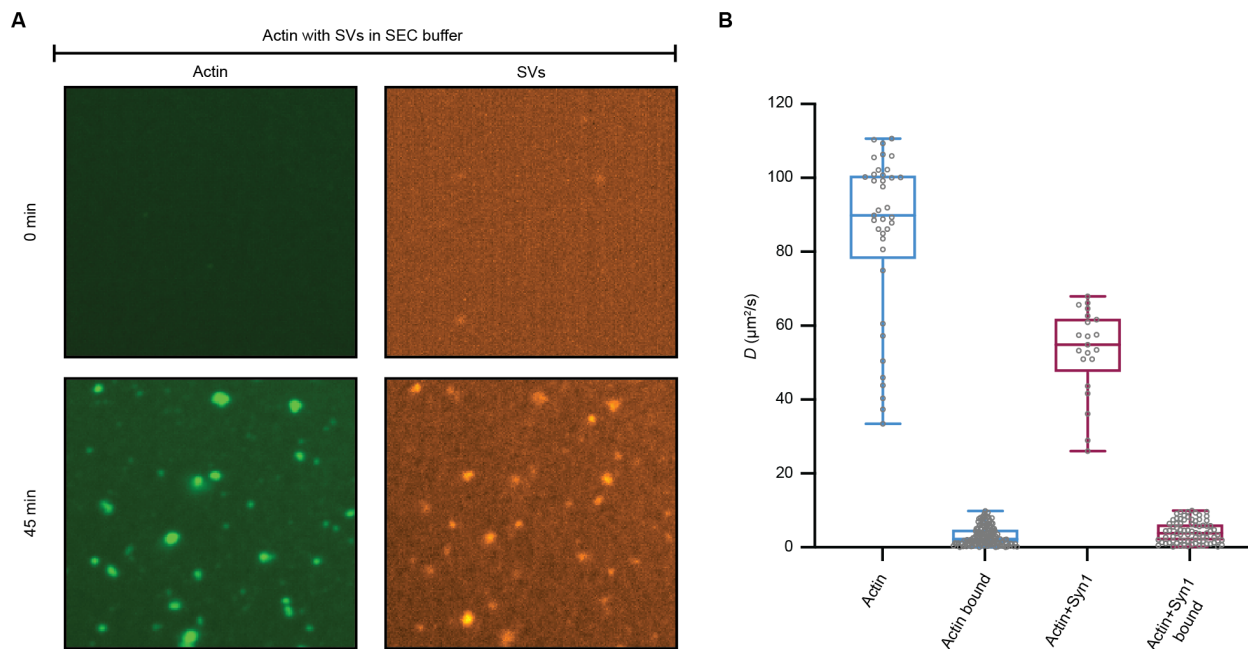 A
Actin with SVs in SEC buffer
Actin
SVs
0 min
45 min
B
D (µm²/s)
120
100
80
60
40
20
0
Actin
Actin bound
Actin+Syn1
Actin+Syn1
bound